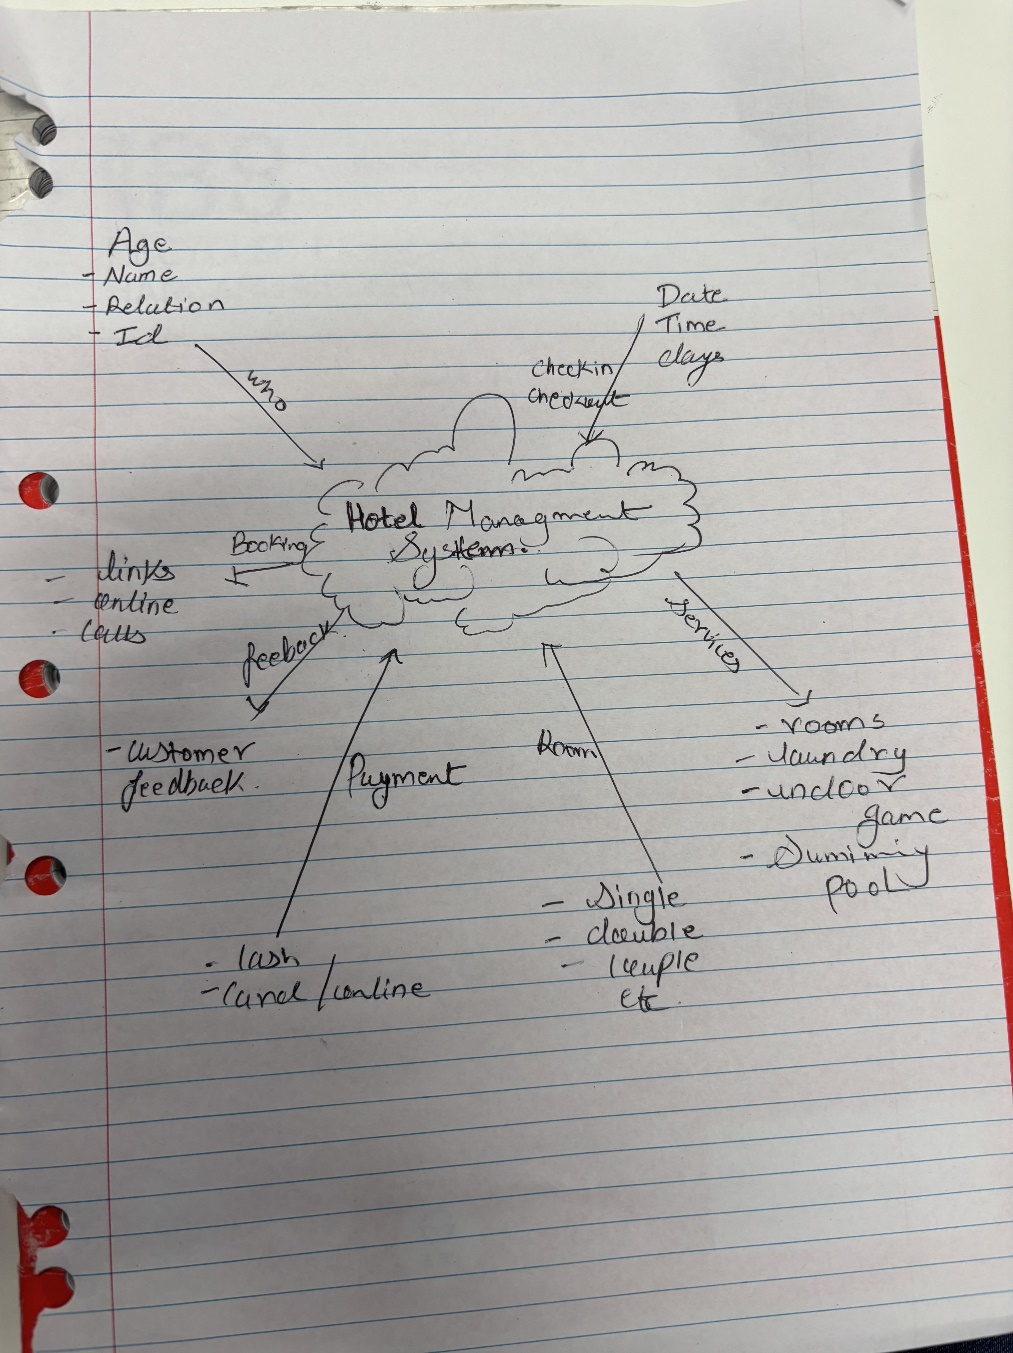 Age
- Name
- Relation
- Id
who
Date
Time
days
Checkin
Checkout
Hotel Managment
System.
Booking
- links
- online
- Calls
feeback
- customer
feedback.
Payment
- Cash
- Card / online
Room
- Single
- double
- couple
etc.
Services
- rooms
- laundry
- indoor
game
- Swimimg
pool